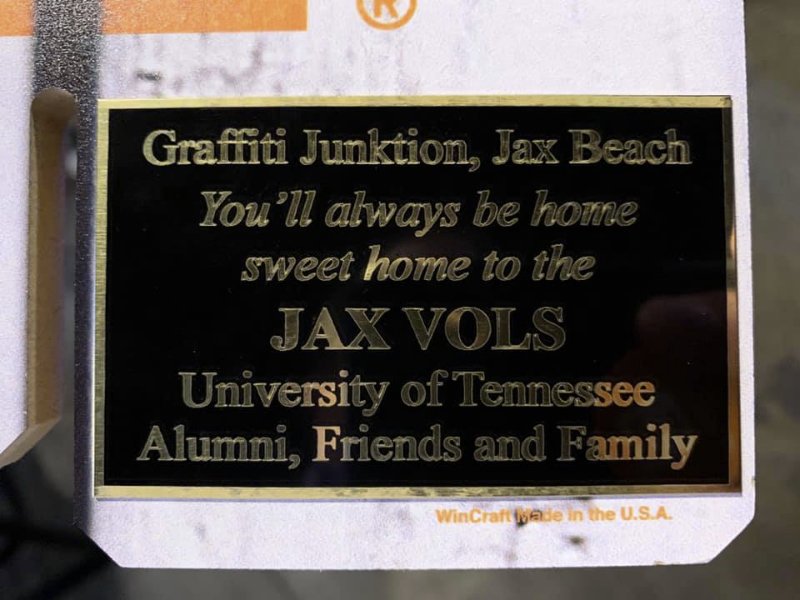 ®
Graffiti Junktion, Jax Beach
You'll always be home
sweet home to the
JAX VOLS
University of Tennessee
Alumni, Friends and Family
WinCraft Made in the U.S.A.